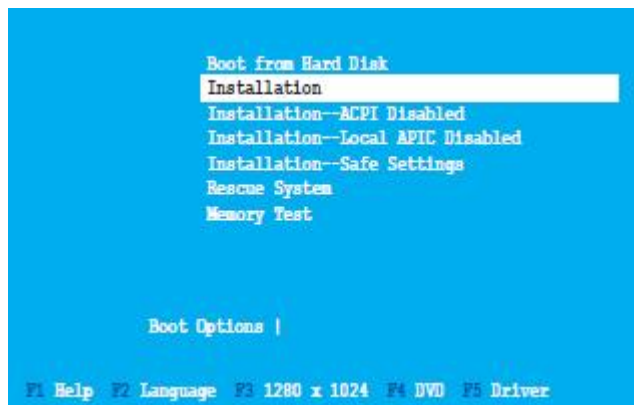 Boot from Hard Disk
Installation
Installation--ACPI Disabled
Installation--Local APIC Disabled
Installation--Safe Settings
Rescue System
Memory Test
Boot Options |
F1 Help F2 Language F3 1280 x 1024 F4 DVD F5 Driver